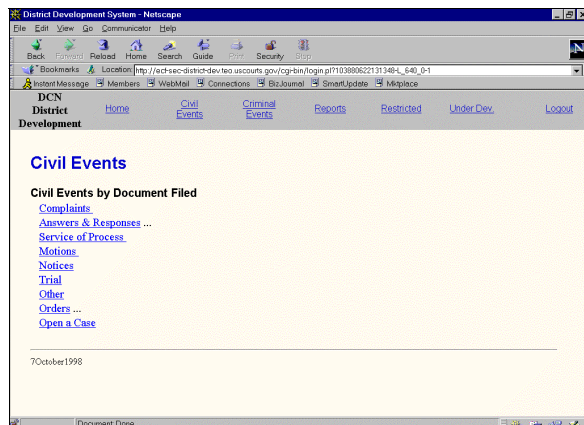 District Development System - Netscape
File Edit View Go Communicator Help
Back Forward Reload Home Search Guide Print Security Stop
Bookmarks Location: http://ecf-sec-district-dev.teo.uscourts.gov/cgi-bin/login.pl?103880622131348-L_640_0-1
Instant Message Members WebMail Connections BizJournal SmartUpdate Mktplace
DCN District Development
Home
Civil Events
Criminal Events
Reports
Restricted
Under Dev.
Logout
Civil Events
Civil Events by Document Filed
Complaints
Answers & Responses ...
Service of Process
Motions
Notices
Trial
Other
Orders ...
Open a Case
7October1998
Document: Done